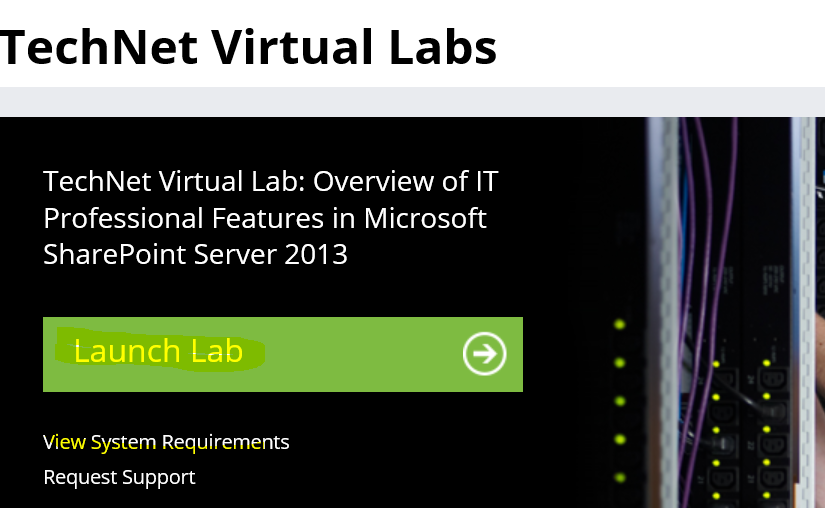 TechNet Virtual Labs
TechNet Virtual Lab: Overview of IT
Professional Features in Microsoft
SharePoint Server 2013
Launch Lab
View System Requirements
Request Support